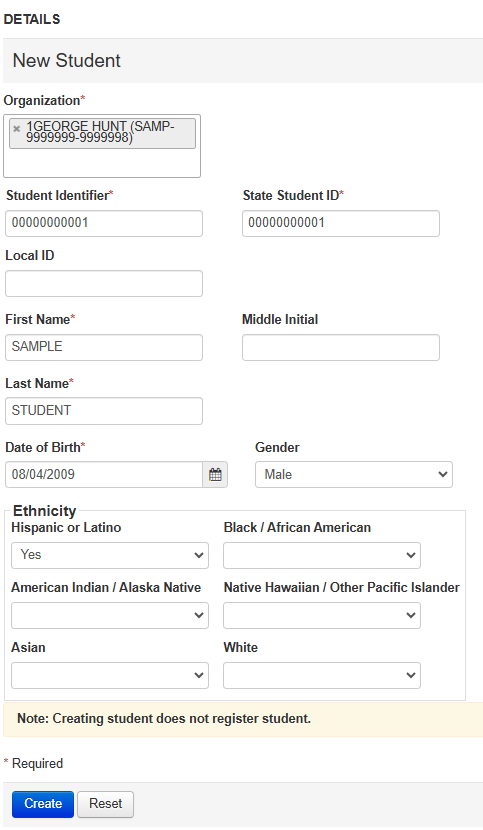 DETAILS
New Student
Organization*
× 1GEORGE HUNT (SAMP-
9999999-9999998)
Student Identifier* State Student ID*
00000000001 00000000001
Local ID
First Name* Middle Initial
SAMPLE
Last Name*
STUDENT
Date of Birth* Gender
08/04/2009 Male
Ethnicity
Hispanic or Latino Black / African American
Yes
American Indian / Alaska Native Native Hawaiian / Other Pacific Islander
Asian White
Note: Creating student does not register student.
* Required
Create Reset